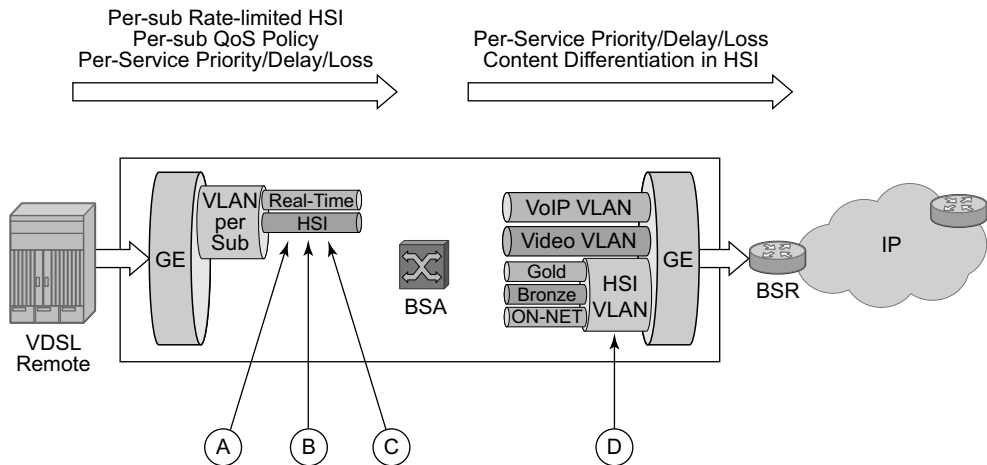 Per-sub Rate-limited HSI
Per-sub QoS Policy
Per-Service Priority/Delay/Loss
Per-Service Priority/Delay/Loss
Content Differentiation in HSI
VDSL
Remote
GE
VLAN
per
Sub
Real-Time
HSI
BSA
VoIP VLAN
Video VLAN
Gold
Bronze
ON-NET
HSI
VLAN
GE
BSR
IP
A
B
C
D